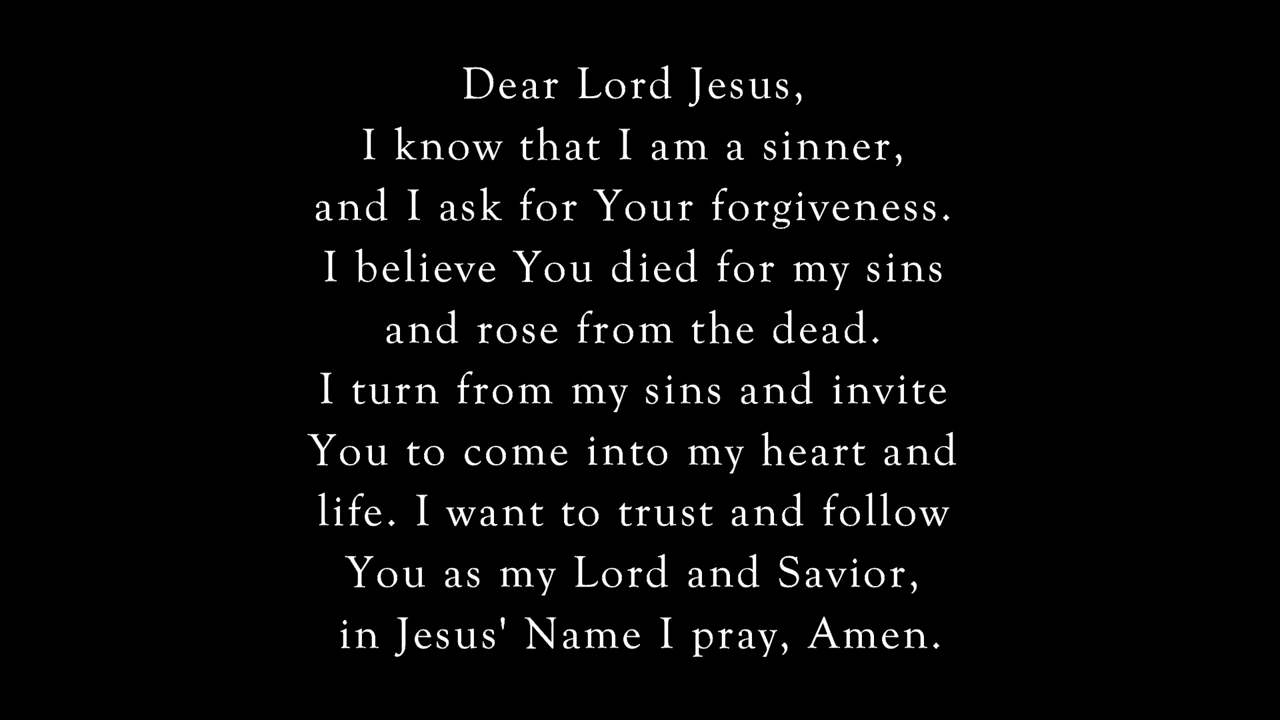 Dear Lord Jesus,
I know that I am a sinner,
and I ask for Your forgiveness.
I believe You died for my sins
and rose from the dead.
I turn from my sins and invite
You to come into my heart and
life. I want to trust and follow
You as my Lord and Savior,
in Jesus' Name I pray, Amen.